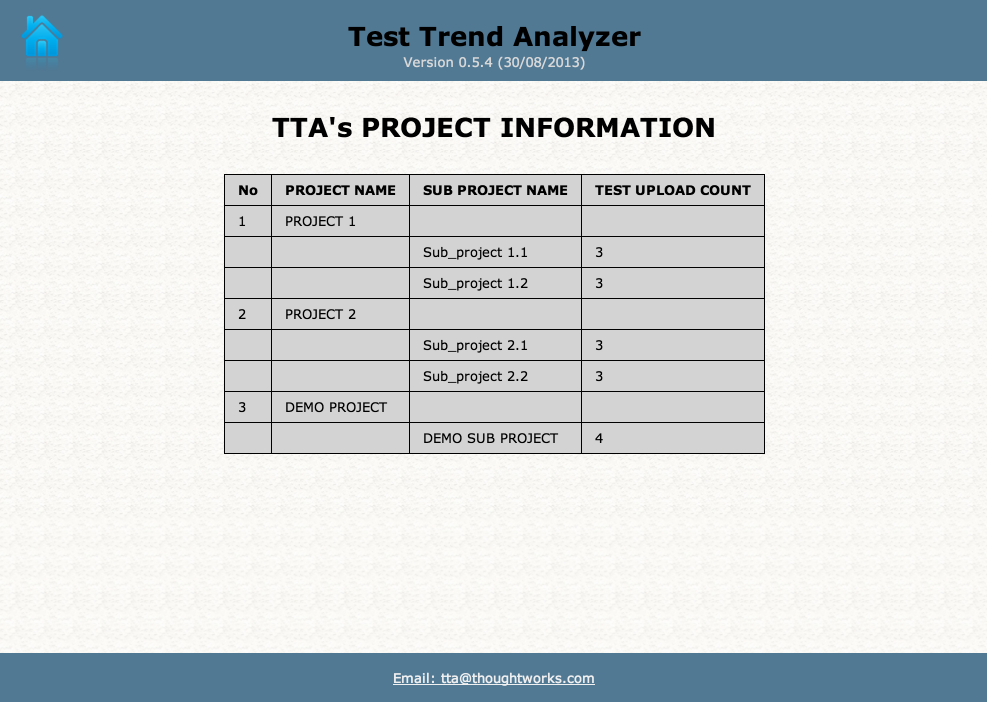 Test Trend Analyzer
Version 0.5.4 (30/08/2013)
TTA's PROJECT INFORMATION
No PROJECT NAME SUB PROJECT NAME TEST UPLOAD COUNT
1 PROJECT 1
Sub_project 1.1 3
Sub_project 1.2 3
2 PROJECT 2
Sub_project 2.1 3
Sub_project 2.2 3
3 DEMO PROJECT
DEMO SUB PROJECT 4
Email: tta@thoughtworks.com